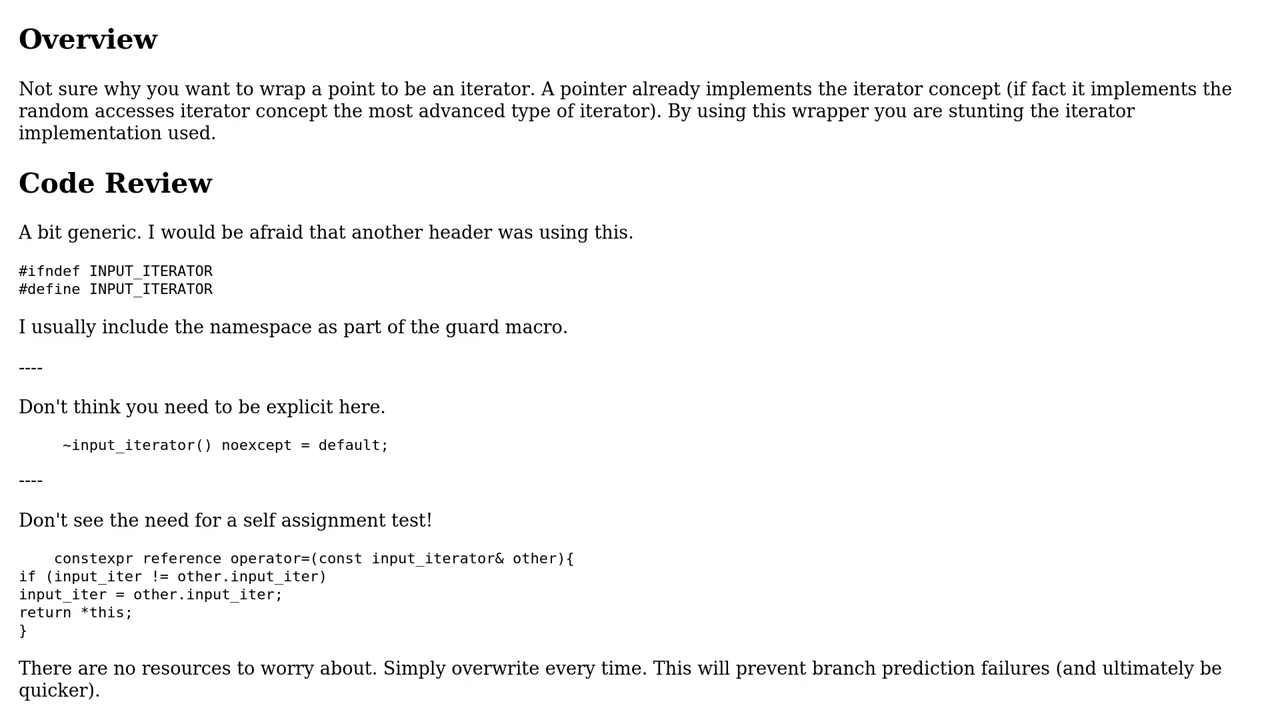 Overview
Not sure why you want to wrap a point to be an iterator. A pointer already implements the iterator concept (if fact it implements the
random accesses iterator concept the most advanced type of iterator). By using this wrapper you are stunting the iterator
implementation used.
Code Review
A bit generic. I would be afraid that another header was using this.
#ifndef INPUT_ITERATOR
#define INPUT_ITERATOR
I usually include the namespace as part of the guard macro.
----
Don't think you need to be explicit here.
     ~input_iterator() noexcept = default;
----
Don't see the need for a self assignment test!
    constexpr reference operator=(const input_iterator& other){
if (input_iter != other.input_iter)
input_iter = other.input_iter;
return *this;
}
There are no resources to worry about. Simply overwrite every time. This will prevent branch prediction failures (and ultimately be
quicker).